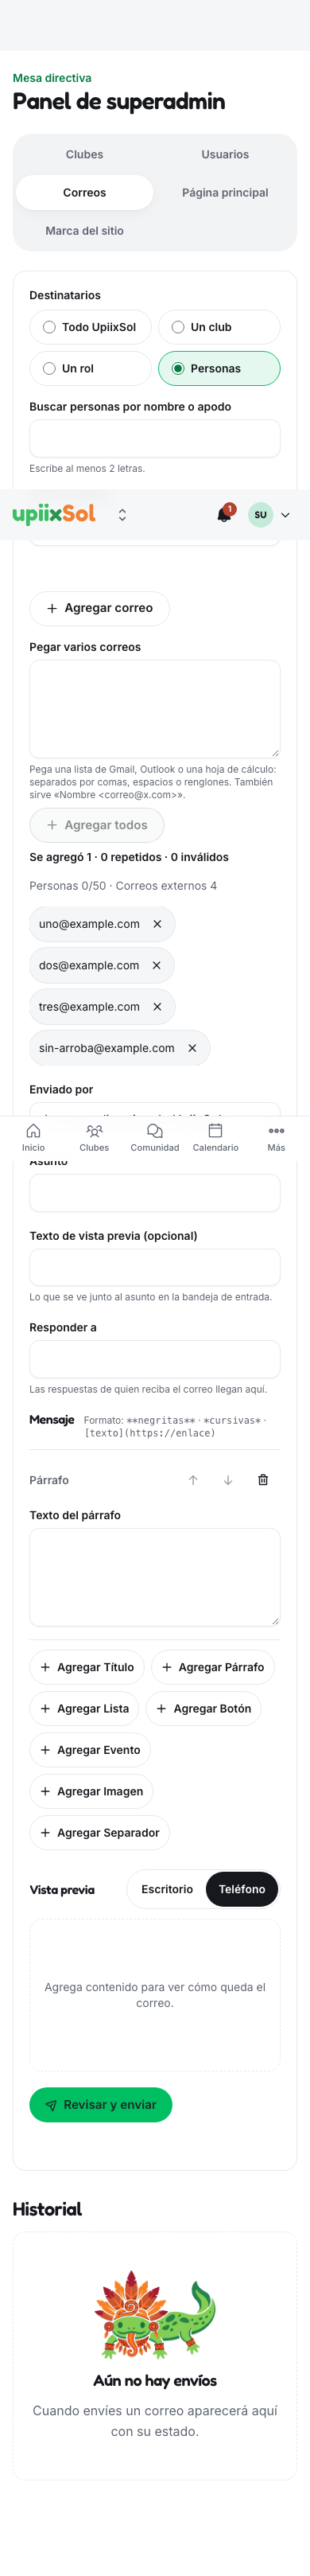 Mesa directiva
Panel de superadmin
Clubes
Usuarios
Correos
Página principal
Marca del sitio
Destinatarios
Todo UpiixSol
Un club
Un rol
Personas
Buscar personas por nombre o apodo
Escribe al menos 2 letras.
upiixSol
1
SU
Agregar correo
Pegar varios correos
Pega una lista de Gmail, Outlook o una hoja de cálculo:
separados por comas, espacios o renglones. También
sirve «Nombre <correo@x.com>».
Agregar todos
Se agregó 1 · 0 repetidos · 0 inválidos
Personas 0/50 · Correos externos 4
uno@example.com
dos@example.com
tres@example.com
sin-arroba@example.com
Enviado por
Inicio
Clubes
Comunidad
Calendario
Más
Asunto
Texto de vista previa (opcional)
Lo que se ve junto al asunto en la bandeja de entrada.
Responder a
Las respuestas de quien reciba el correo llegan aquí.
Mensaje
Formato: **negritas** · *cursivas* ·
[texto](https://enlace)
Párrafo
Texto del párrafo
Agregar Título
Agregar Párrafo
Agregar Lista
Agregar Botón
Agregar Evento
Agregar Imagen
Agregar Separador
Vista previa
Escritorio
Teléfono
Agrega contenido para ver cómo queda el
correo.
Revisar y enviar
Historial
Aún no hay envíos
Cuando envíes un correo aparecerá aquí
con su estado.